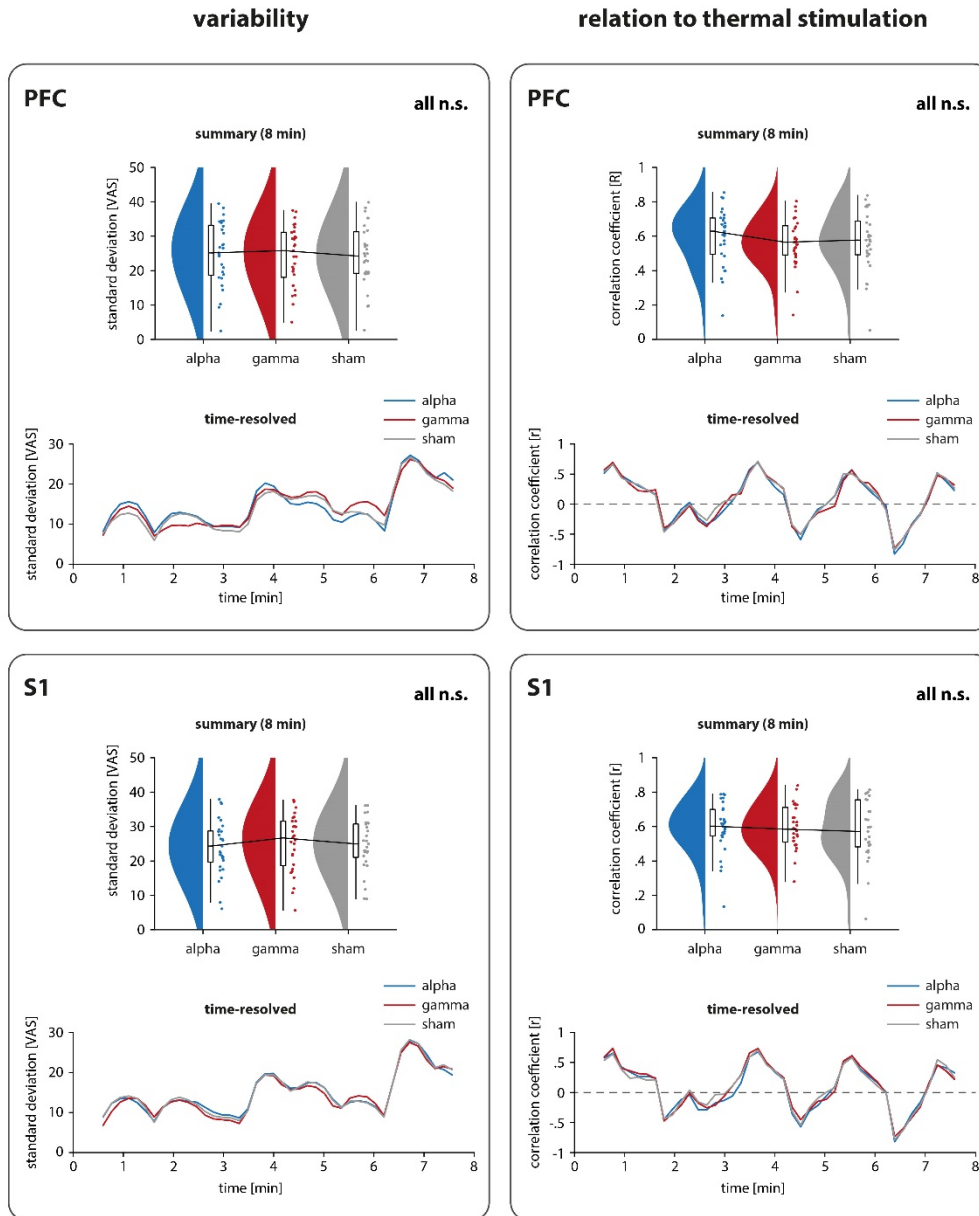 variability
relation to thermal stimulation
PFC
all n.s.
summary (8 min)
standard deviation [VAS]
50
40
30
20
10
0
alpha
gamma
sham
time-resolved
alpha
gamma
sham
standard deviation [VAS]
30
20
10
0
0 1 2 3 4 5 6 7 8
time [min]
PFC
all n.s.
summary (8 min)
correlation coefficient [R]
1
.8
.6
.4
.2
0
alpha
gamma
sham
time-resolved
alpha
gamma
sham
correlation coefficient [r]
1
.5
0
-.5
-1
0 1 2 3 4 5 6 7 8
time [min]
S1
all n.s.
summary (8 min)
standard deviation [VAS]
50
40
30
20
10
0
alpha
gamma
sham
time-resolved
alpha
gamma
sham
standard deviation [VAS]
30
20
10
0
0 1 2 3 4 5 6 7 8
time [min]
S1
all n.s.
summary (8 min)
correlation coefficient [r]
1
.8
.6
.4
.2
0
alpha
gamma
sham
time-resolved
alpha
gamma
sham
correlation coefficient [r]
1
.5
0
-.5
-1
0 1 2 3 4 5 6 7 8
time [min]